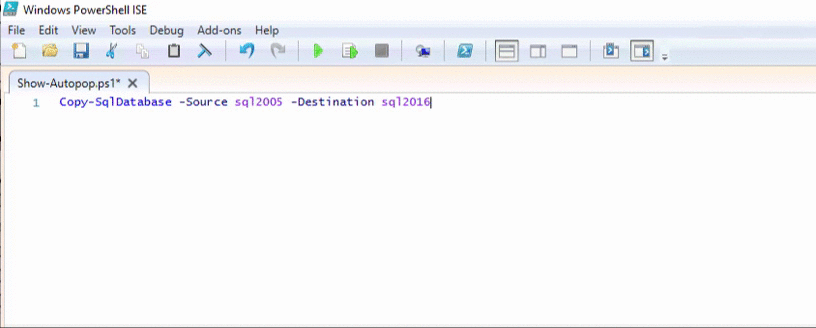 Windows PowerShell ISE
File Edit View Tools Debug Add-ons Help
Show-Autopop.ps1*
1 Copy-SqlDatabase -Source sql2005 -Destination sql2016